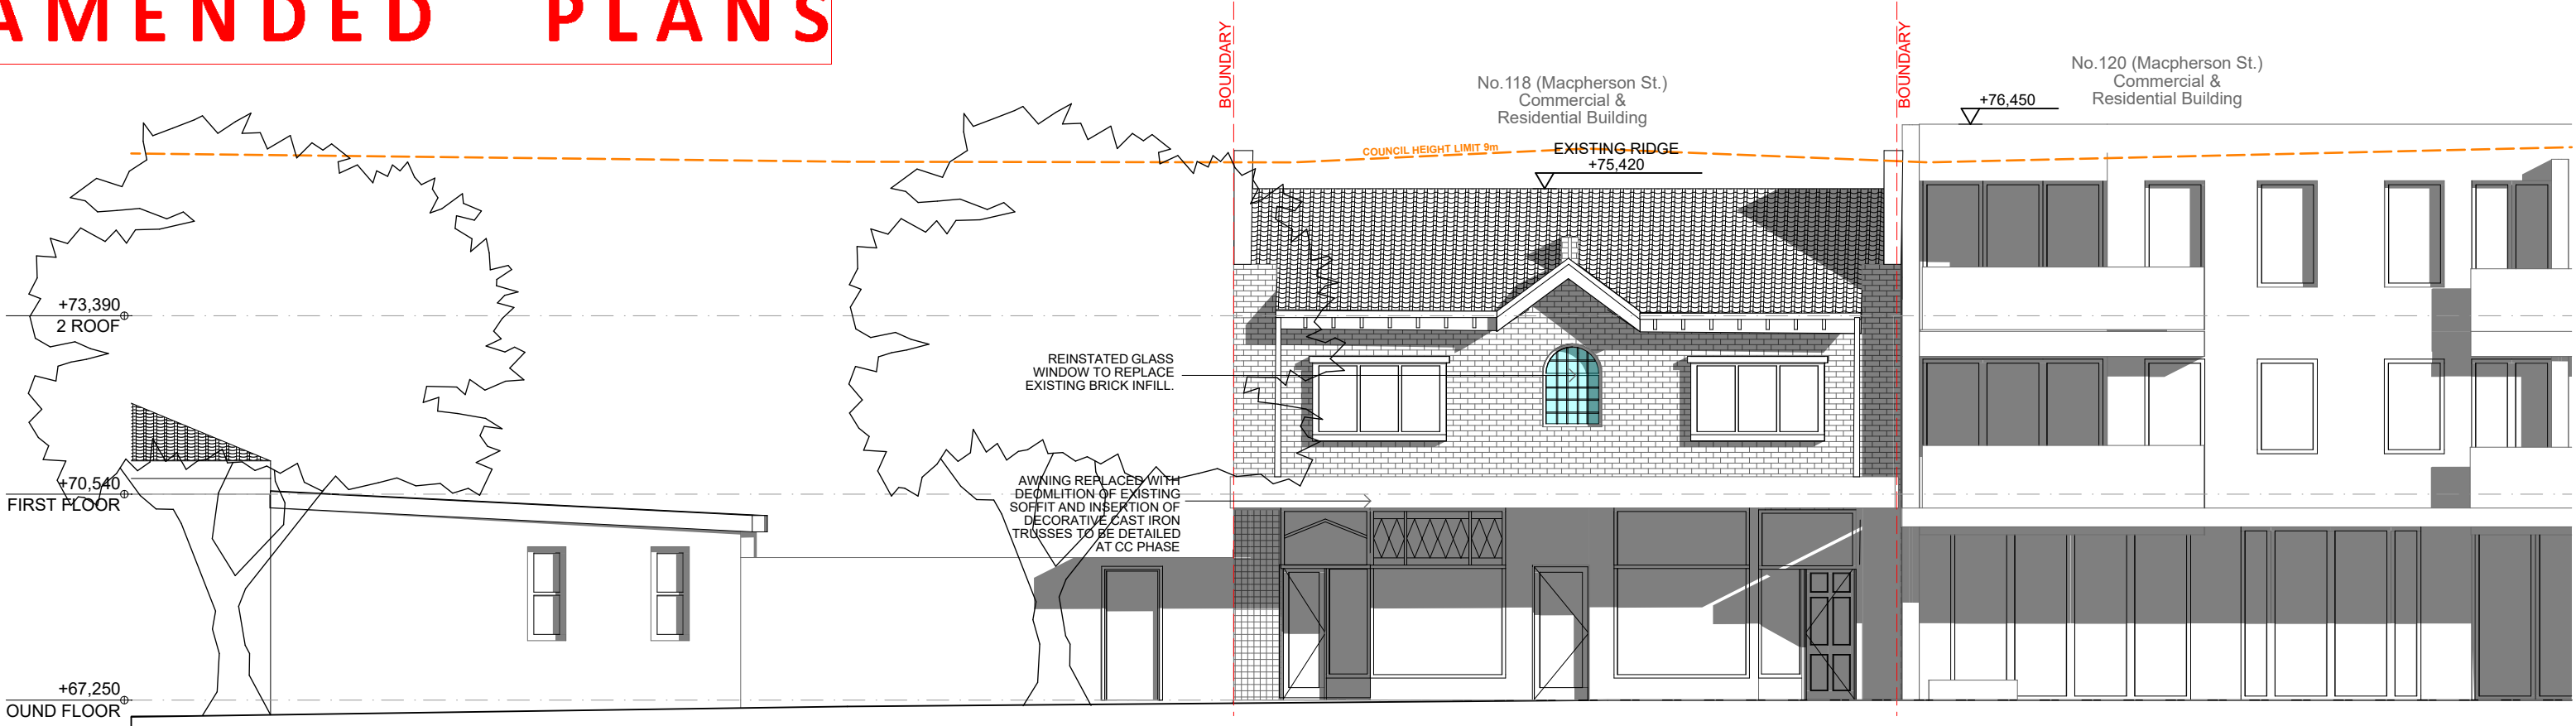 AMENDED PLANS
BOUNDARY
BOUNDARY
No.118 (Macpherson St.)
Commercial &
Residential Building
No.120 (Macpherson St.)
Commercial &
Residential Building
+76,450
COUNCIL HEIGHT LIMIT 9m
EXISTING RIDGE
+75,420
+73,390
2 ROOF
REINSTATED GLASS
WINDOW TO REPLACE
EXISTING BRICK INFILL.
+70,540
FIRST FLOOR
AWNING REPLACED WITH
DEOMLITION OF EXISTING
SOFFIT AND INSERTION OF
DECORATIVE CAST IRON
TRUSSES TO BE DETAILED
AT CC PHASE
+67,250
OUND FLOOR